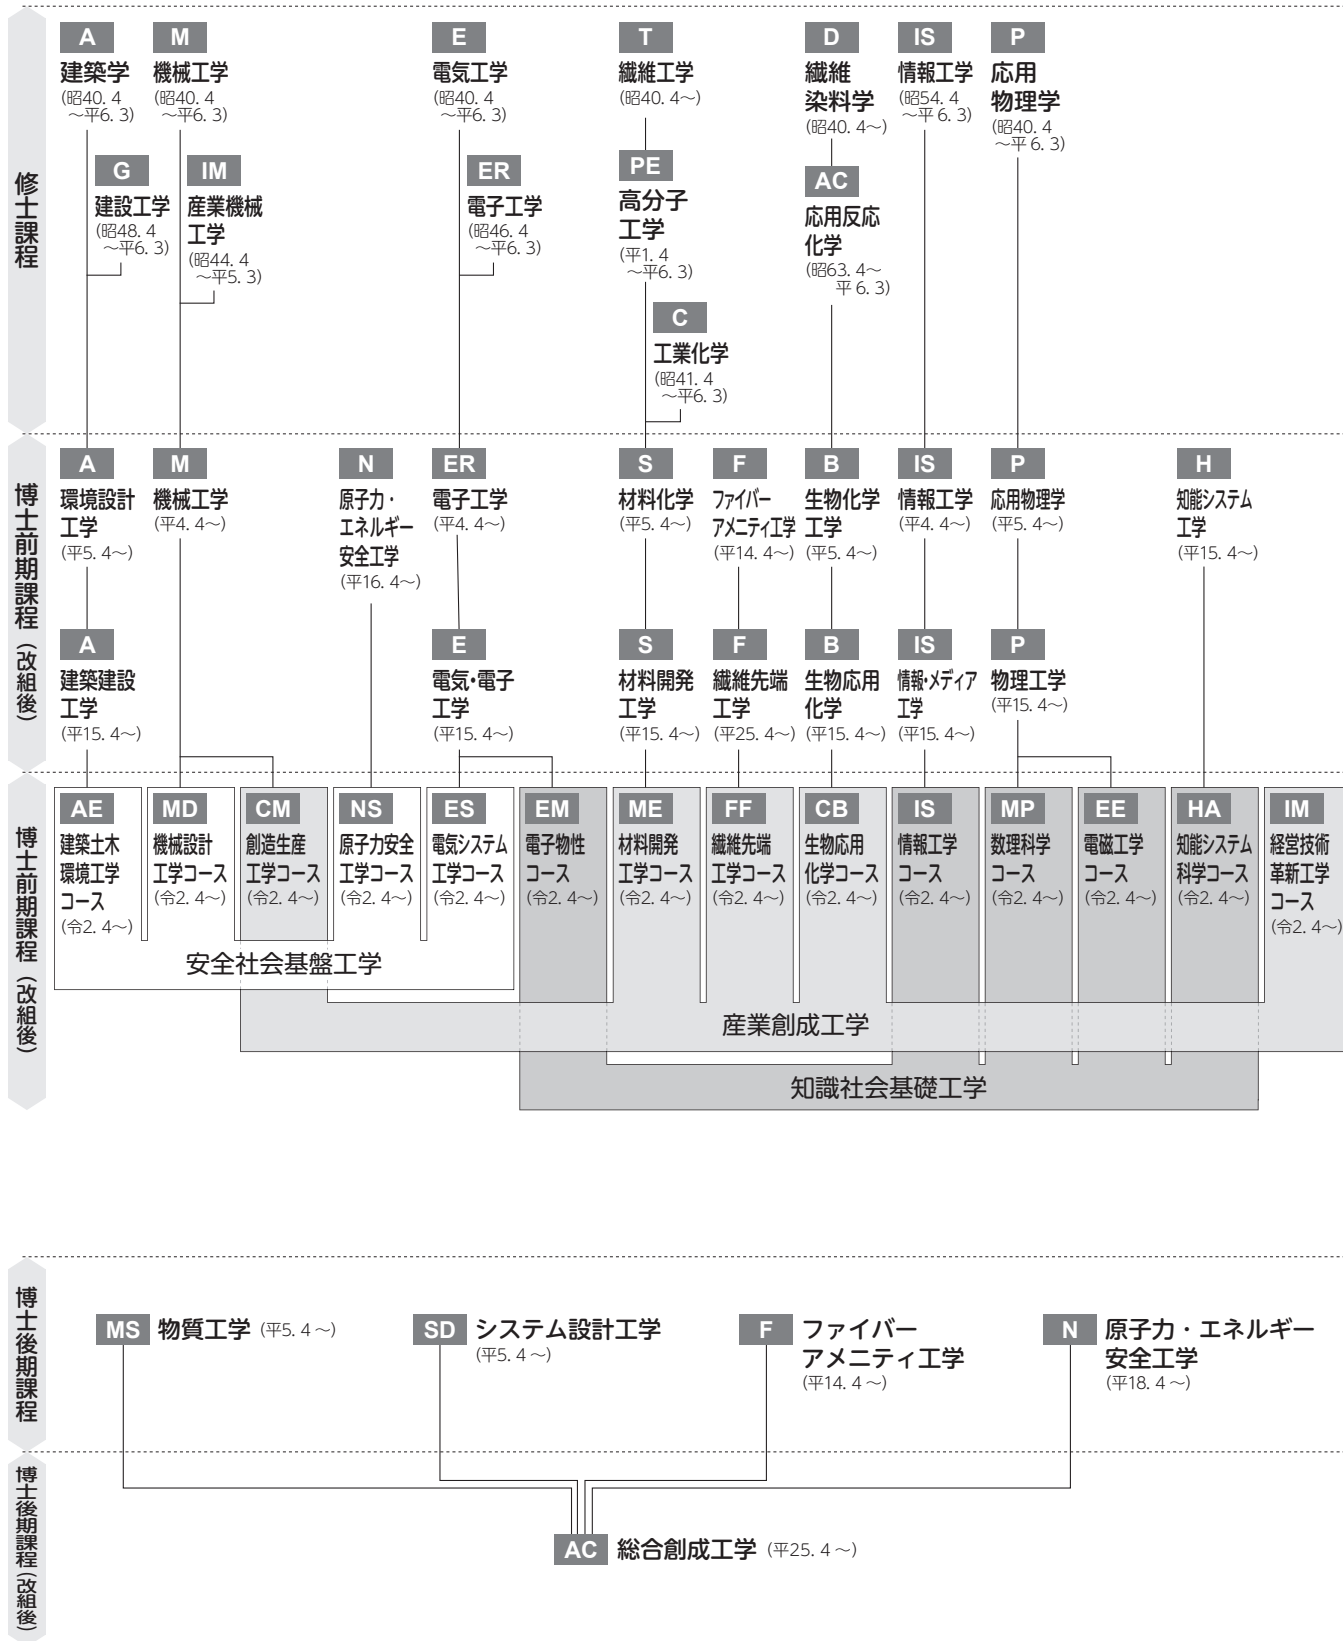 修士課程
A
建築学
(昭40. 4
～平6. 3)
M
機械工学
(昭40. 4
～平6. 3)
E
電気工学
(昭40. 4
～平6. 3)
T
繊維工学
(昭40. 4～)
D
繊維
染料学
(昭40. 4～)
IS
情報工学
(昭54. 4
～平6. 3)
P
応用
物理学
(昭40. 4
～平6. 3)
G
建設工学
(昭48. 4
～平6. 3)
IM
産業機械
工学
(昭44. 4
～平5. 3)
ER
電子工学
(昭46. 4
～平6. 3)
PE
高分子
工学
(平1. 4
～平6. 3)
AC
応用反応
化学
(昭63. 4～
平6. 3)
C
工業化学
(昭41. 4
～平6. 3)
博士前期課程（改組後）
A
環境設計
工学
(平5. 4～)
M
機械工学
(平4. 4～)
N
原子力・
エネルギー
安全工学
(平16. 4～)
ER
電子工学
(平4. 4～)
S
材料化学
(平5. 4～)
F
ファイバー
アメニティ工学
(平14. 4～)
B
生物化学
工学
(平5. 4～)
IS
情報工学
(平4. 4～)
P
応用物理学
(平5. 4～)
H
知能システム
工学
(平15. 4～)
A
建築建設
工学
(平15. 4～)
E
電気・電子
工学
(平15. 4～)
S
材料開発
工学
(平15. 4～)
F
繊維先端
工学
(平25. 4～)
B
生物応用
化学
(平15. 4～)
IS
情報・メディア
工学
(平15. 4～)
P
物理工学
(平15. 4～)
博士前期課程（改組後）
AE
建築土木
環境工学
コース
(令2. 4～)
MD
機械設計
工学コース
(令2. 4～)
CM
創造生産
工学コース
(令2. 4～)
NS
原子力安全
工学コース
(令2. 4～)
ES
電気システム
工学コース
(令2. 4～)
EM
電子物性
コース
(令2. 4～)
ME
材料開発
工学コース
(令2. 4～)
FF
繊維先端
工学コース
(令2. 4～)
CB
生物応用
化学コース
(令2. 4～)
IS
情報工学
コース
(令2. 4～)
MP
数理科学
コース
(令2. 4～)
EE
電磁工学
コース
(令2. 4～)
HA
知能システム
科学コース
(令2. 4～)
IM
経営技術
革新工学
コース
(令2. 4～)
安全社会基盤工学
産業創成工学
知識社会基礎工学
博士後期課程
MS 物質工学 (平5. 4～)
SD システム設計工学
(平5. 4～)
F ファイバー
アメニティ工学
(平14. 4～)
N 原子力・エネルギー
安全工学
(平18. 4～)
博士後期課程（改組後）
AC 総合創成工学 (平25. 4～)